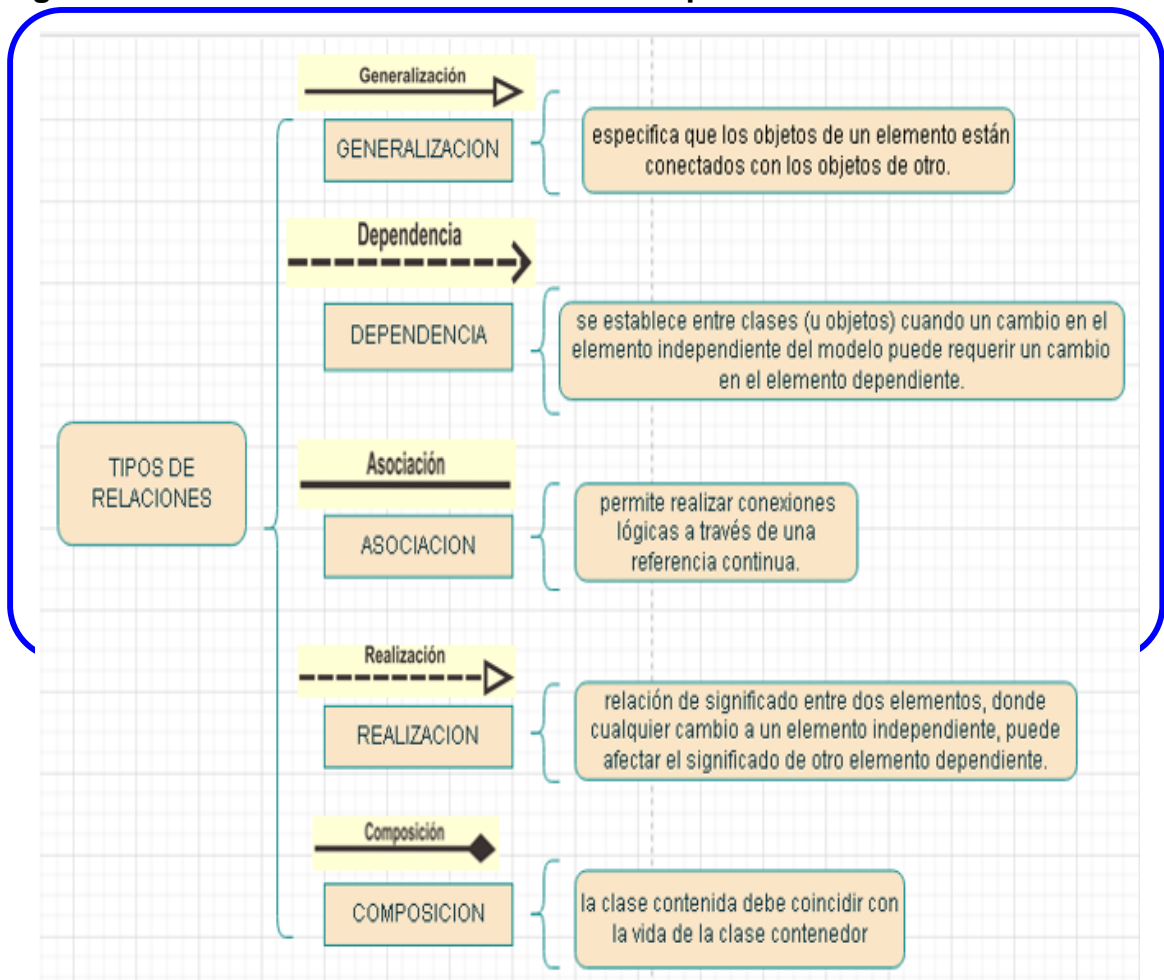 Generalización
GENERALIZACION
especifica que los objetos de un elemento están
conectados con los objetos de otro.
Dependencia
DEPENDENCIA
se establece entre clases (u objetos) cuando un cambio en el
elemento independiente del modelo puede requerir un cambio
en el elemento dependiente.
TIPOS DE
RELACIONES
Asociación
ASOCIACION
permite realizar conexiones
lógicas a través de una
referencia continua.
Realización
REALIZACION
relación de significado entre dos elementos, donde
cualquier cambio a un elemento independiente, puede
afectar el significado de otro elemento dependiente.
Composición
COMPOSICION
la clase contenida debe coincidir con
la vida de la clase contenedor